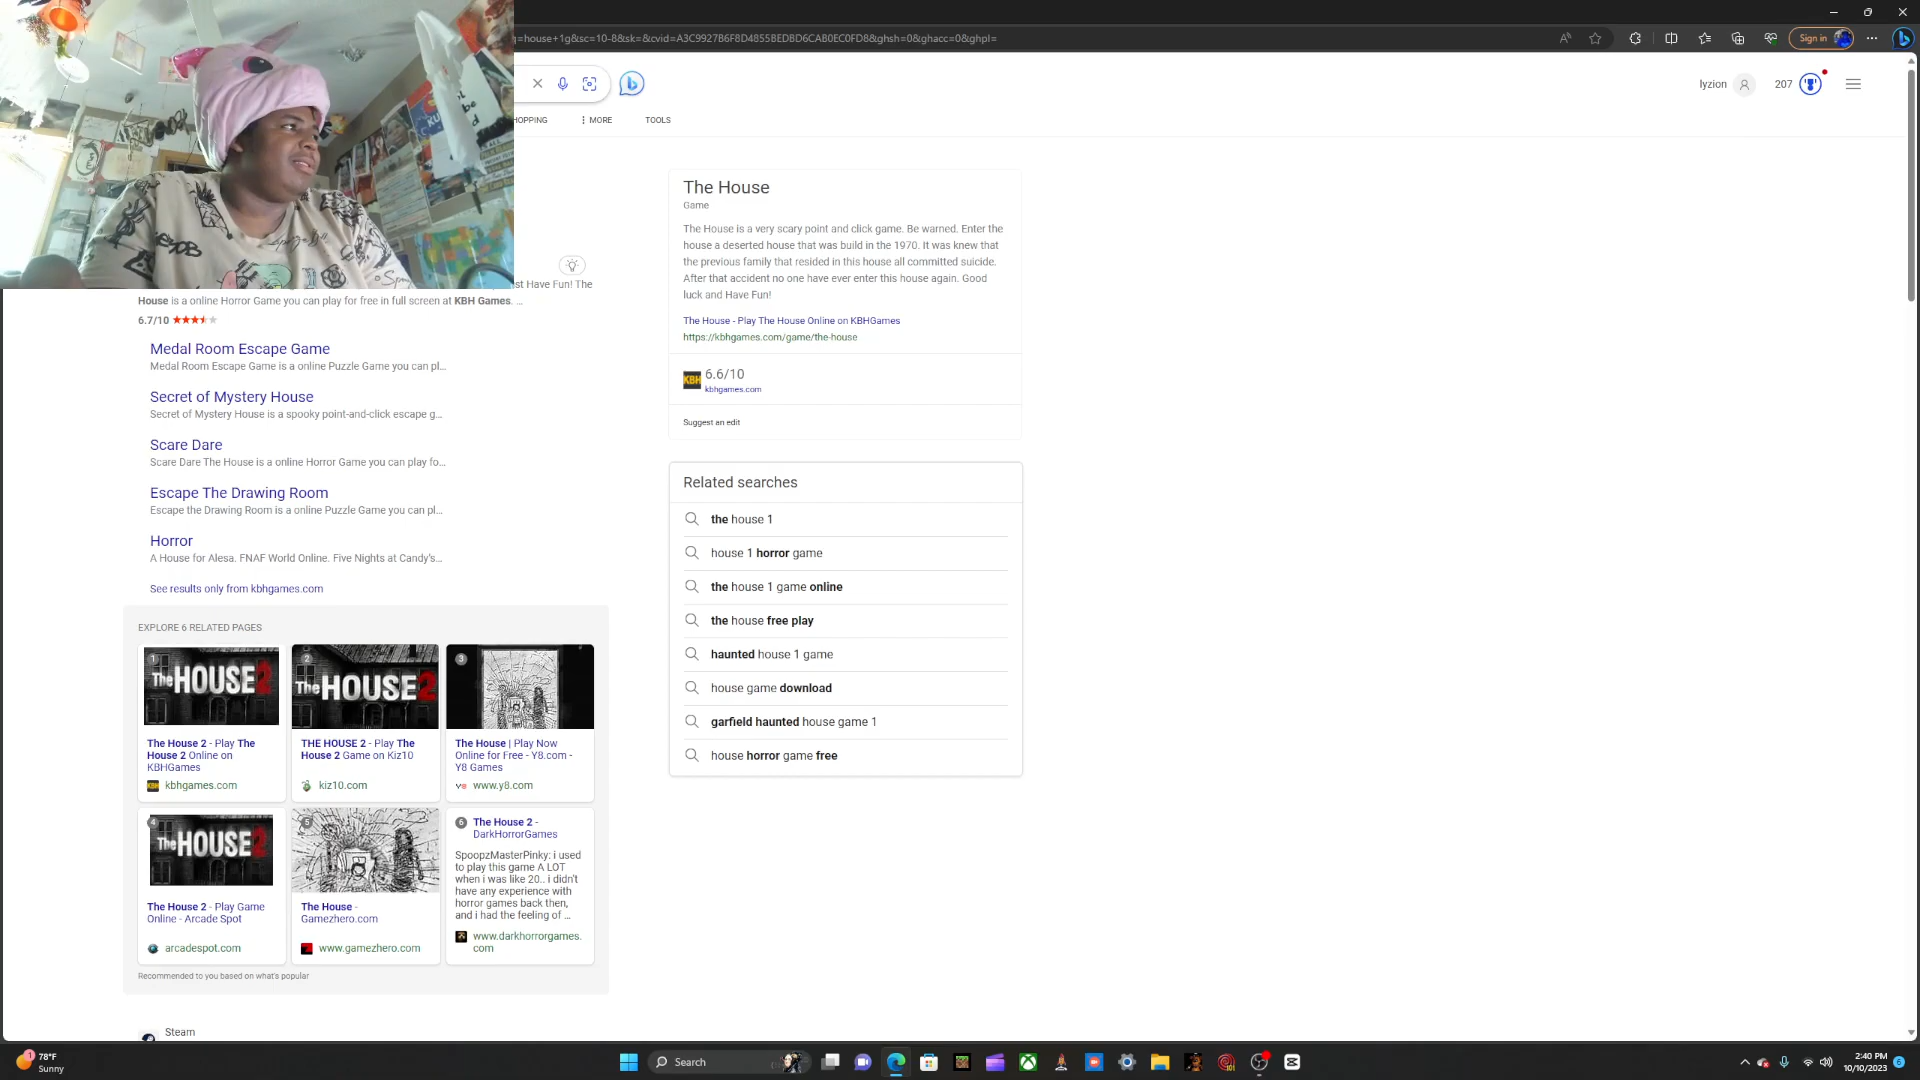 =house+1g&sc=10-8&sk=&cvid=A3C9927B6F8D4855BEDBD6CAB0EC0FD8&ghsh=0&ghacc=0&ghpl=
Sign in
lyzion
207
HOPPING
MORE
TOOLS
st Have Fun! The
House is a online Horror Game you can play for free in full screen at KBH Games. ...
6.7/10
Medal Room Escape Game
Medal Room Escape Game is a online Puzzle Game you can pl...
Secret of Mystery House
Secret of Mystery House is a spooky point-and-click escape g...
Scare Dare
Scare Dare The House is a online Horror Game you can play fo...
Escape The Drawing Room
Escape the Drawing Room is a online Puzzle Game you can pl...
Horror
A House for Alesa. FNAF World Online. Five Nights at Candy's...
See results only from kbhgames.com
EXPLORE 6 RELATED PAGES
1
The HOUSE 2
The House 2 - Play The
House 2 Online on
KBHGames
kbhgames.com
2
The HOUSE 2
THE HOUSE 2 - Play The
House 2 Game on Kiz10
kiz10.com
3
The House | Play Now
Online for Free - Y8.com -
Y8 Games
www.y8.com
4
The HOUSE 2
The House 2 - Play Game
Online - Arcade Spot
arcadespot.com
5
The House -
Gamezhero.com
www.gamezhero.com
6
The House 2 -
DarkHorrorGames
SpoopzMasterPinky: i used
to play this game A LOT
when i was like 20.. i didn't
have any experience with
horror games back then,
and i had the feeling of ...
www.darkhorrorgames.
com
Recommended to you based on what's popular
Steam
The House
Game
The House is a very scary point and click game. Be warned. Enter the
house a deserted house that was build in the 1970. It was knew that
the previous family that resided in this house all committed suicide.
After that accident no one have ever enter this house again. Good
luck and Have Fun!
The House - Play The House Online on KBHGames
https://kbhgames.com/game/the-house
KBH
6.6/10
kbhgames.com
Suggest an edit
Related searches
the house 1
house 1 horror game
the house 1 game online
the house free play
haunted house 1 game
house game download
garfield haunted house game 1
house horror game free
1
78°F
Sunny
Search
2:40 PM
10/10/2023
6